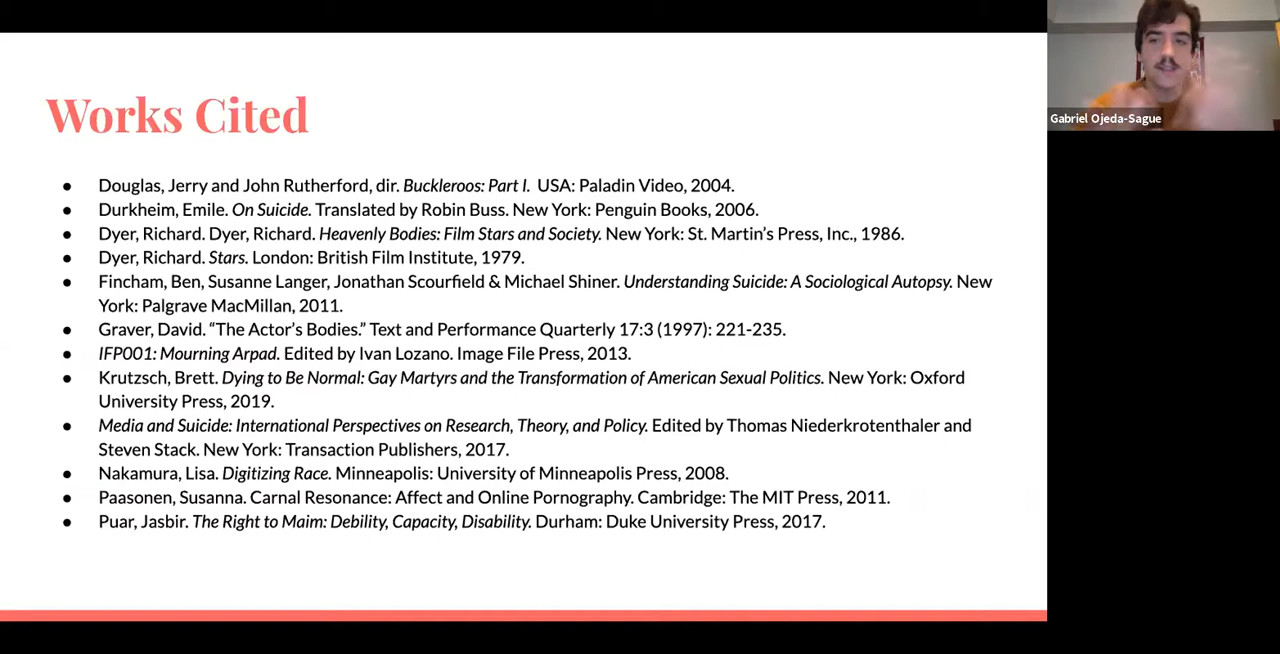 Works Cited
Gabriel Ojeda-Sague
● Douglas, Jerry and John Rutherford, dir. Buckleroos: Part I. USA: Paladin Video, 2004.
● Durkheim, Emile. On Suicide. Translated by Robin Buss. New York: Penguin Books, 2006.
● Dyer, Richard. Dyer, Richard. Heavenly Bodies: Film Stars and Society. New York: St. Martin's Press, Inc., 1986.
● Dyer, Richard. Stars. London: British Film Institute, 1979.
● Fincham, Ben, Susanne Langer, Jonathan Scourfield & Michael Shiner. Understanding Suicide: A Sociological Autopsy. New
York: Palgrave MacMillan, 2011.
● Graver, David. “The Actor's Bodies.” Text and Performance Quarterly 17:3 (1997): 221-235.
● IFP001: Mourning Arpad. Edited by Ivan Lozano. Image File Press, 2013.
● Krutzsch, Brett. Dying to Be Normal: Gay Martyrs and the Transformation of American Sexual Politics. New York: Oxford
University Press, 2019.
● Media and Suicide: International Perspectives on Research, Theory, and Policy. Edited by Thomas Niederkrotenthaler and
Steven Stack. New York: Transaction Publishers, 2017.
● Nakamura, Lisa. Digitizing Race. Minneapolis: University of Minneapolis Press, 2008.
● Paasonen, Susanna. Carnal Resonance: Affect and Online Pornography. Cambridge: The MIT Press, 2011.
● Puar, Jasbir. The Right to Maim: Debility, Capacity, Disability. Durham: Duke University Press, 2017.